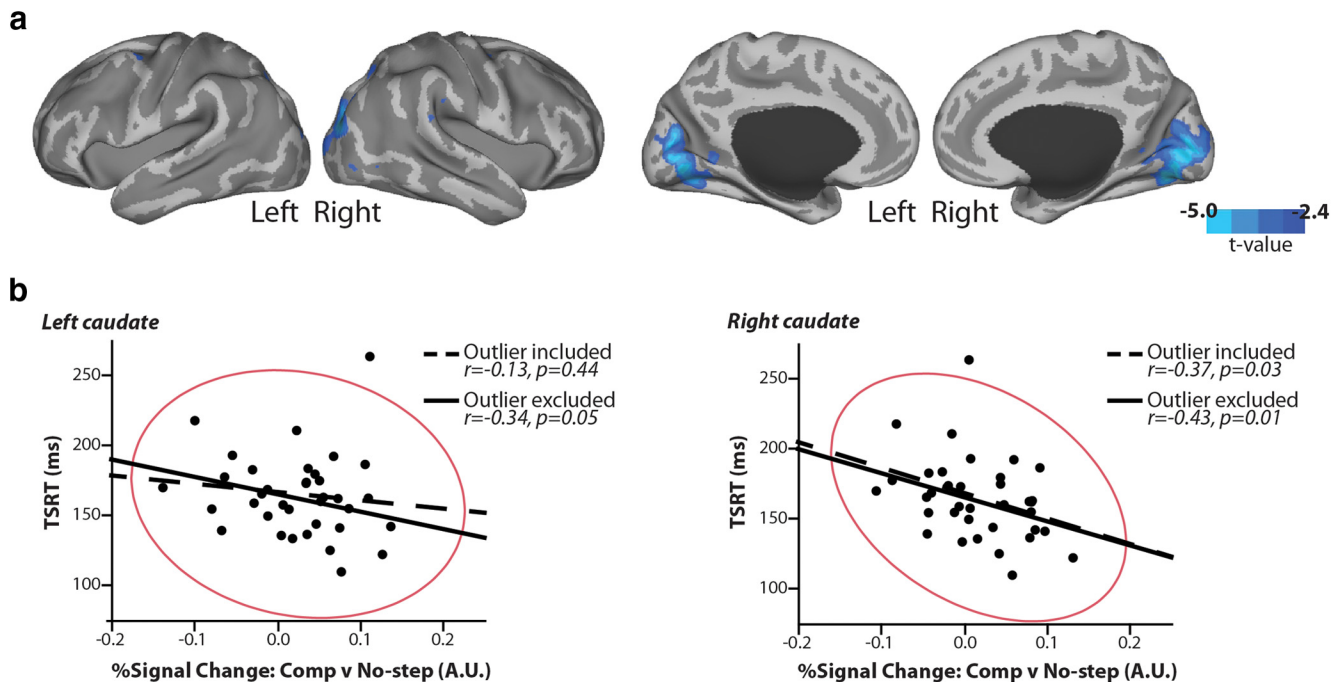 a
Left Right
Left Right
-5.0 -2.4
t-value
b
Left caudate
Outlier included
r=-0.13, p=0.44
Outlier excluded
r=-0.34, p=0.05
TSRT (ms)
250
200
150
100
-0.2 -0.1 0.0 0.1 0.2
%Signal Change: Comp v No-step (A.U.)
Right caudate
Outlier included
r=-0.37, p=0.03
Outlier excluded
r=-0.43, p=0.01
TSRT (ms)
250
200
150
100
-0.2 -0.1 0.0 0.1 0.2
%Signal Change: Comp v No-step (A.U.)